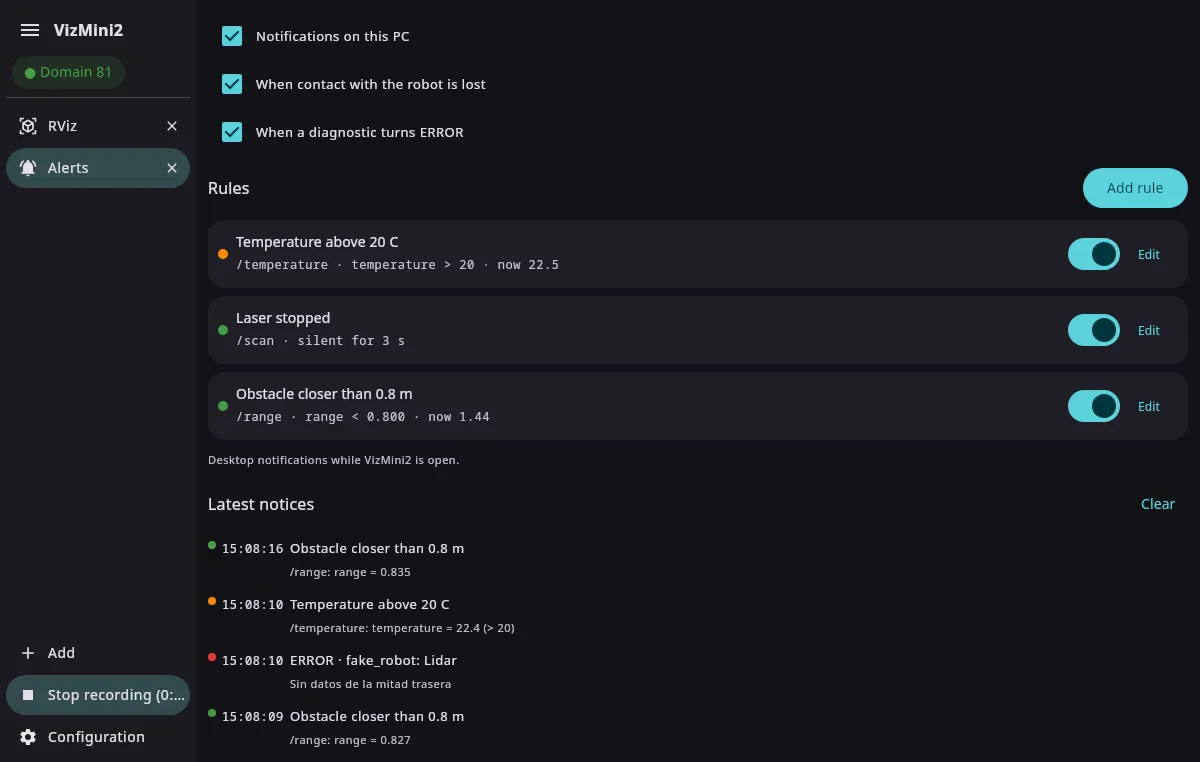 VizMini2
Domain 81
RViz
Alerts
Add
Stop recording (0:...
Configuration
Notifications on this PC
When contact with the robot is lost
When a diagnostic turns ERROR
Rules
Add rule
Temperature above 20 C
/temperature · temperature > 20 · now 22.5
Edit
Laser stopped
/scan · silent for 3 s
Edit
Obstacle closer than 0.8 m
/range · range < 0.800 · now 1.44
Edit
Desktop notifications while VizMini2 is open.
Latest notices
Clear
15:08:16 Obstacle closer than 0.8 m
/range: range = 0.835
15:08:10 Temperature above 20 C
/temperature: temperature = 22.4 (> 20)
15:08:10 ERROR · fake_robot: Lidar
Sin datos de la mitad trasera
15:08:09 Obstacle closer than 0.8 m
/range: range = 0.827